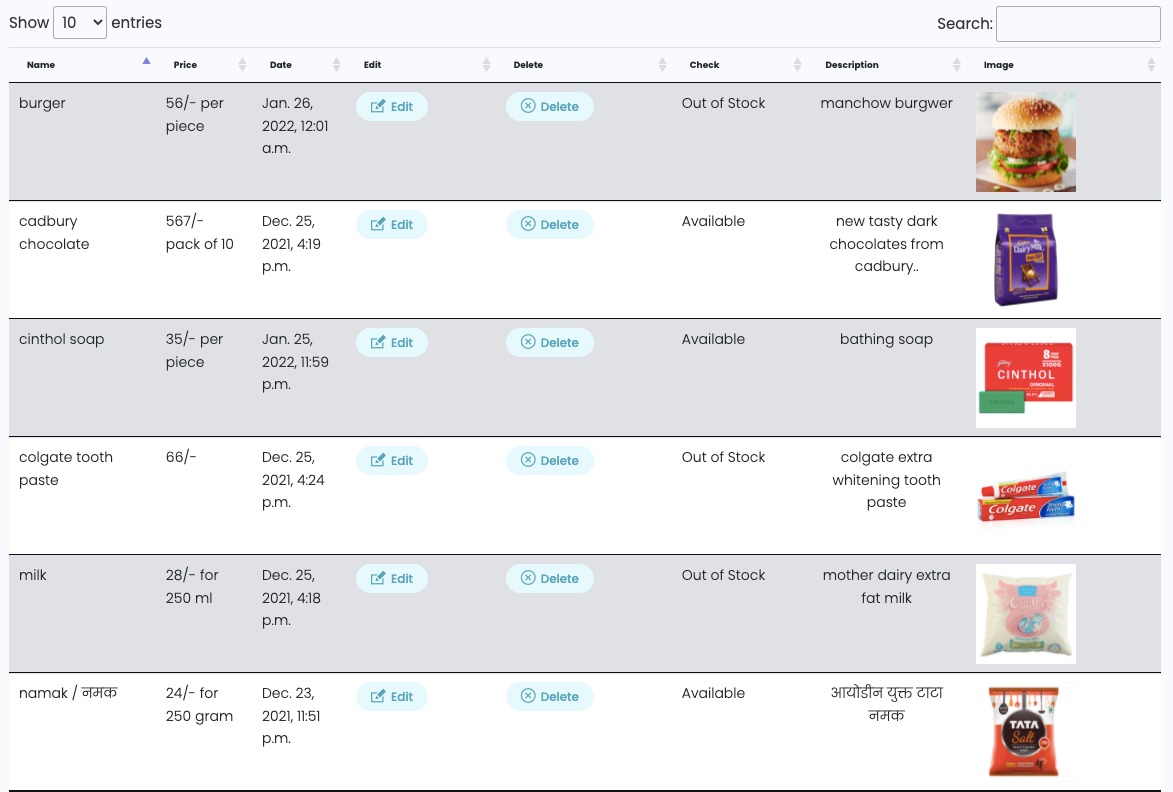 Show 10 entries
Search:
Name Price Date Edit Delete Check Description Image
burger 56/- per Jan. 26, Edit Delete Out of Stock manchow burgwer
piece 2022, 12:01
a.m.
cadbury 567/- Dec. 25, Edit Delete Available new tasty dark
chocolate pack of 10 2021, 4:19 chocolates from
p.m. cadbury..
Dairy Milk
cinthol soap 35/- per Jan. 25, Edit Delete Available bathing soap
piece 2022, 11:59
p.m.
8
X100G
CINTHOL
ORIGINAL
colgate tooth 66/- Dec. 25, Edit Delete Out of Stock colgate extra
paste 2021, 4:24 whitening tooth
p.m. paste
Colgate
Colgate
milk 28/- for Dec. 25, Edit Delete Out of Stock mother dairy extra
250 ml 2021, 4:18 fat milk
p.m.
namak / नमक 24/- for Dec. 23, Edit Delete Available आयोडीन युक्त टाटा
250 gram 2021, 11:51 नमक
p.m.
TATA
Salt